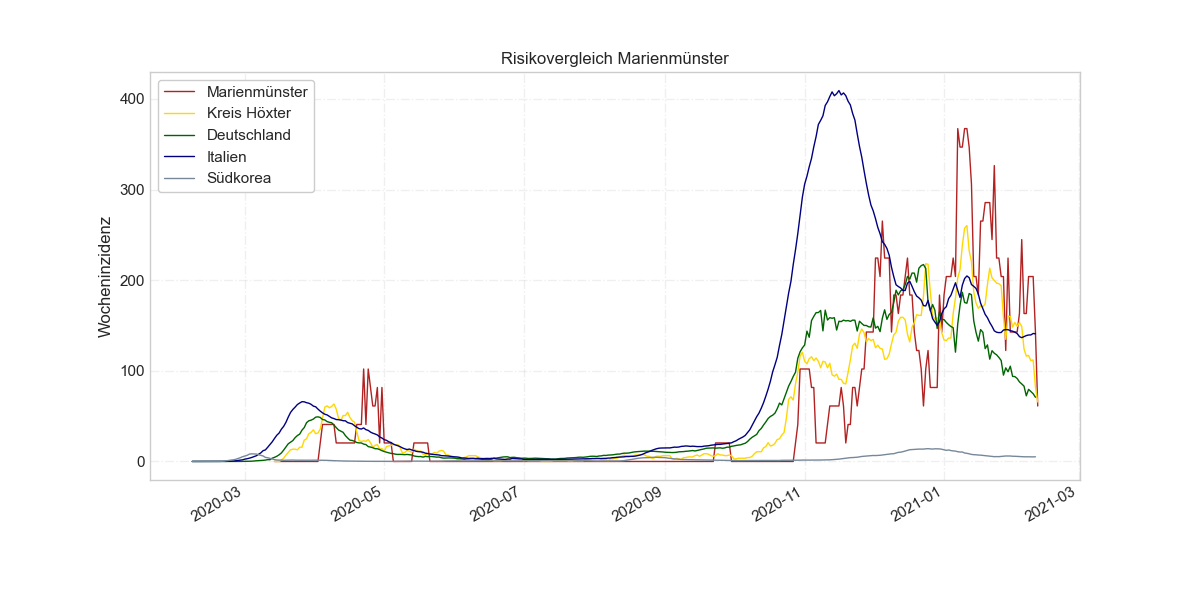 Risikovergleich Marienmünster
Wocheninzidenz
400
300
200
100
0
Marienmünster
Kreis Höxter
Deutschland
Italien
Südkorea
2020-03
2020-05
2020-07
2020-09
2020-11
2021-01
2021-03